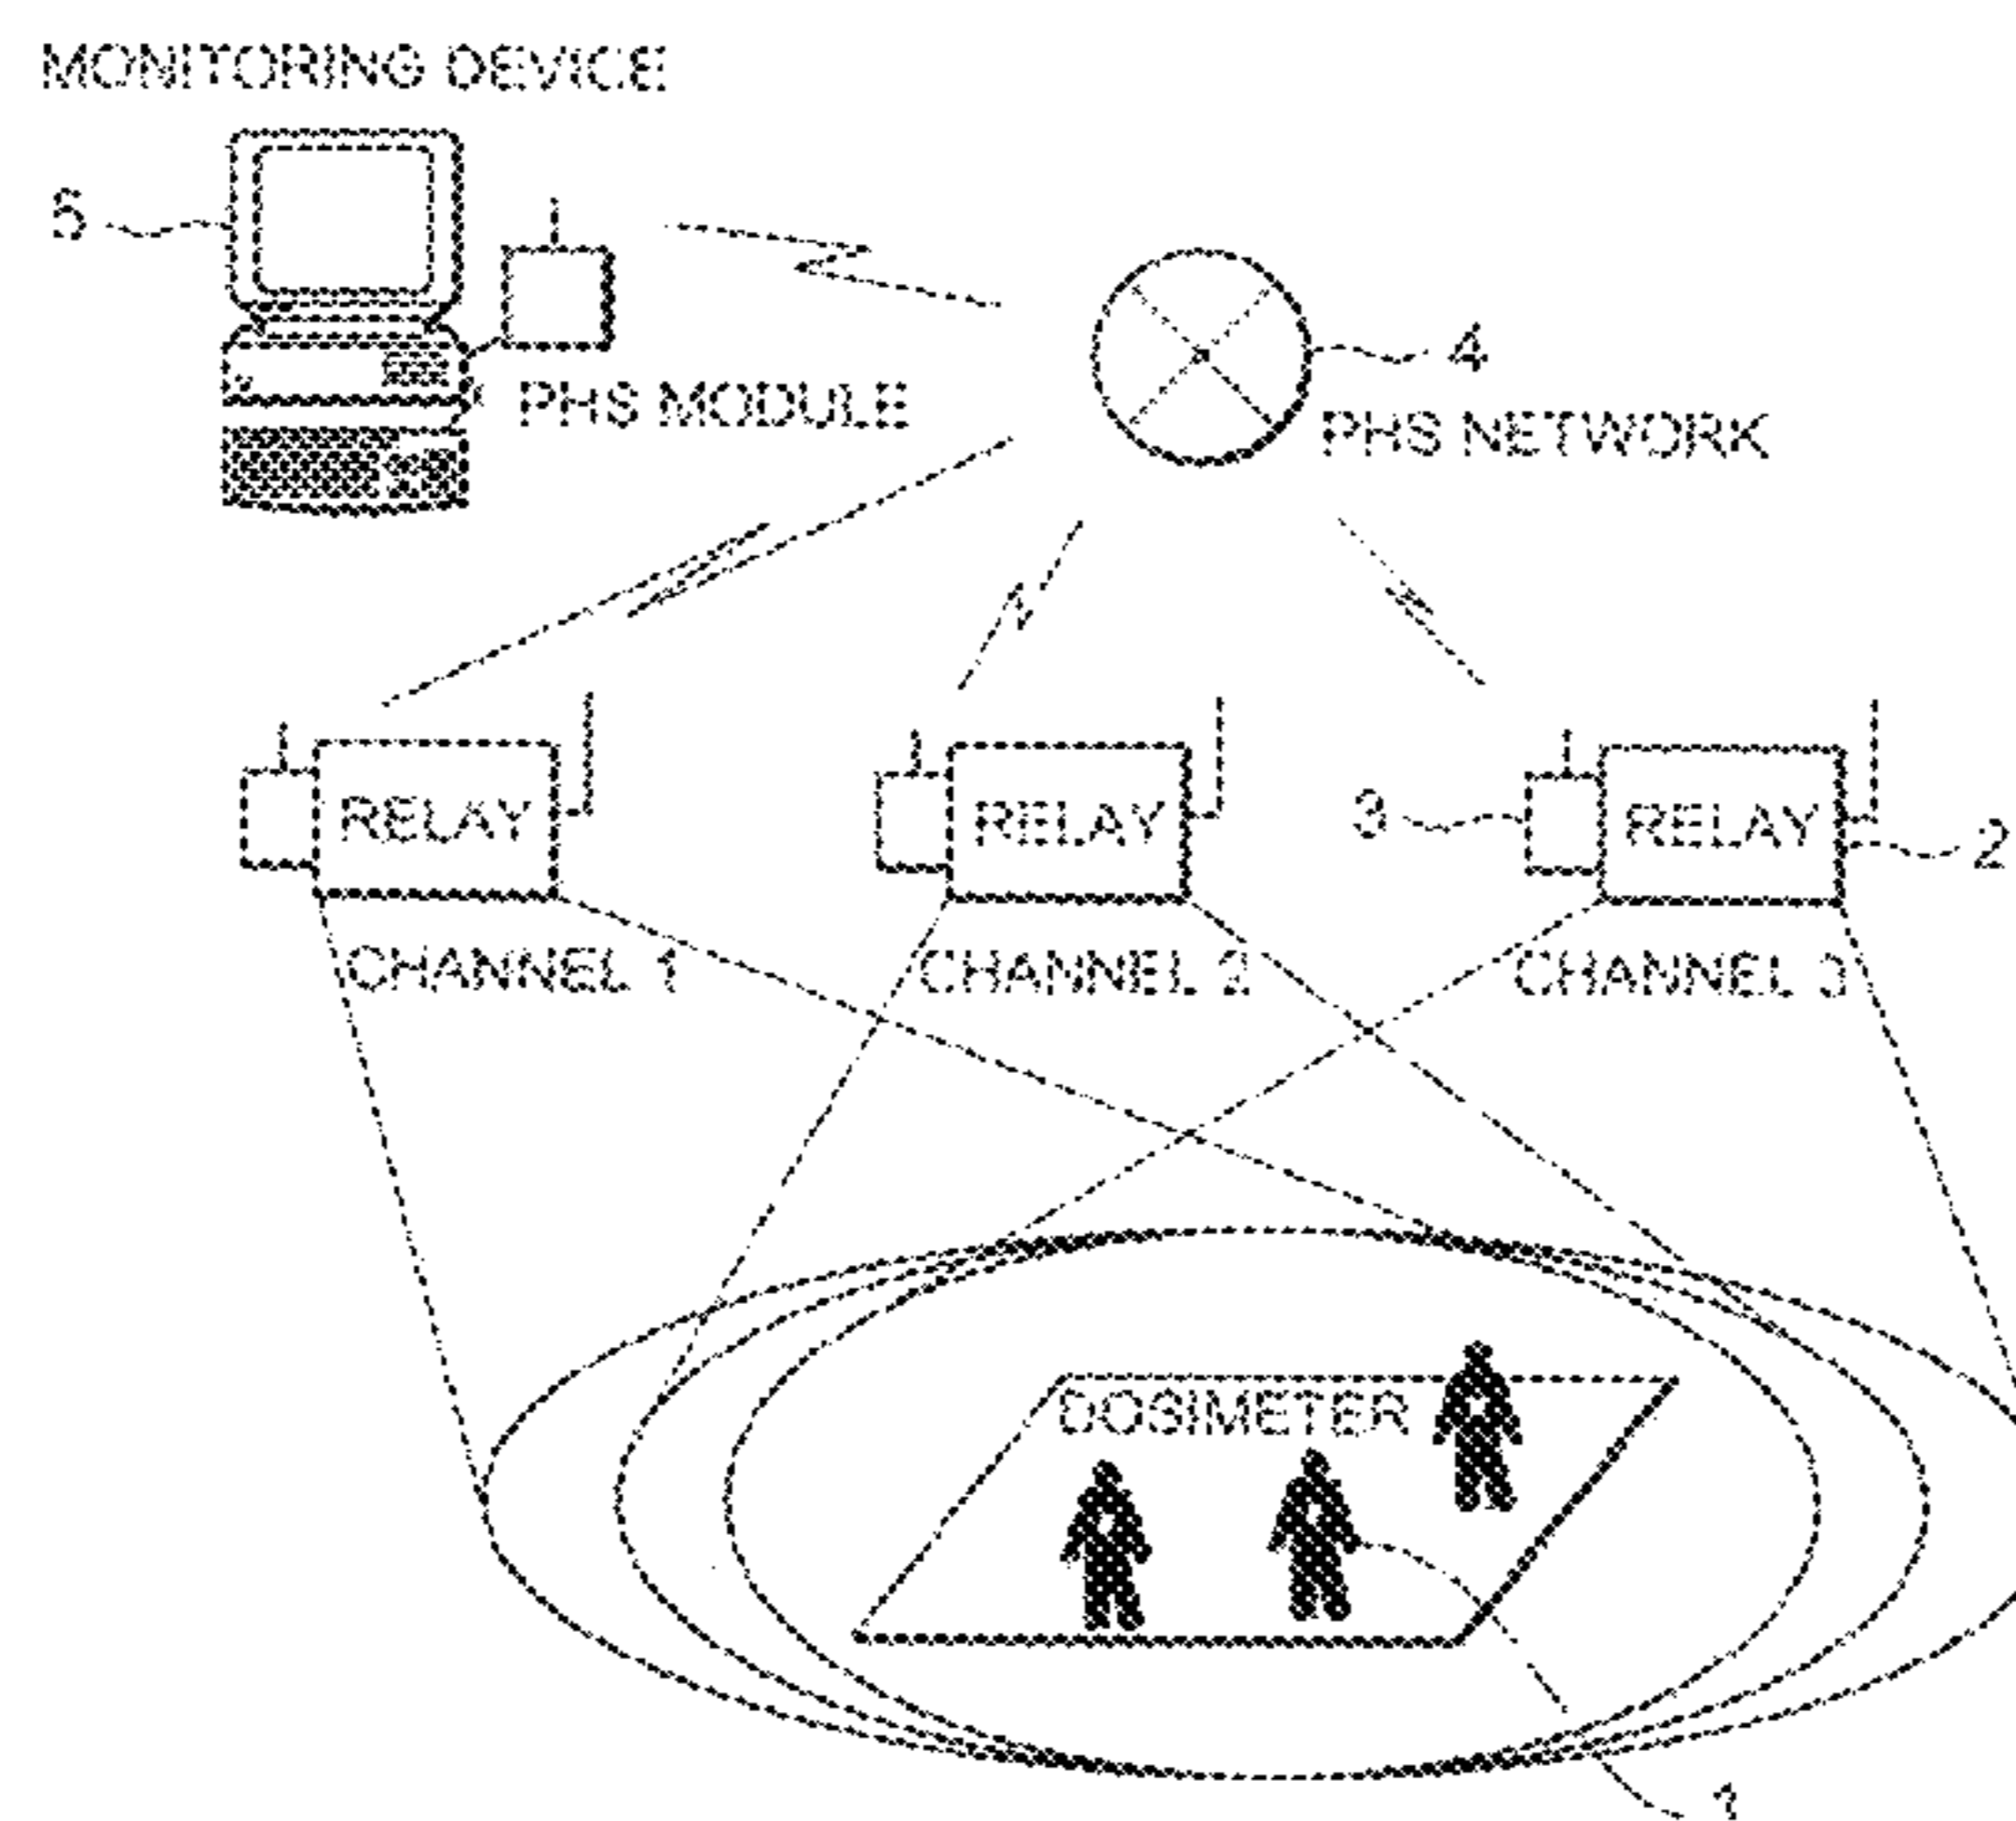 MONITORING DEVICE
5
4
PHS MODULE
PHS NETWORK
RELAY
RELAY
3
RELAY
2
CHANNEL 1
CHANNEL 2
CHANNEL 3
DOSIMETER
1